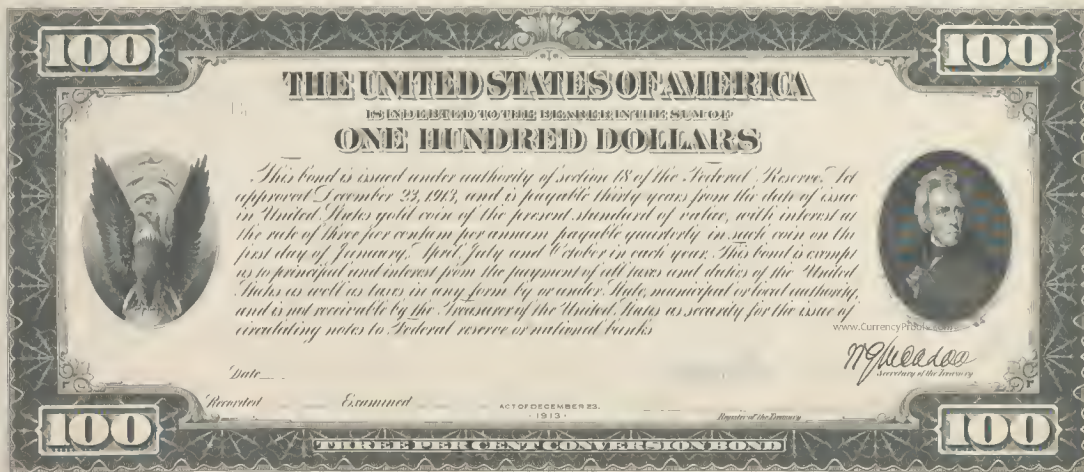 100 100
THE UNITED STATES OF AMERICA
IS INDEBTED TO THE BEARER IN THE SUM OF
ONE HUNDRED DOLLARS
This bond is issued under authority of section 18 of the Federal Reserve Act
approved December 23, 1913, and is payable thirty years from the date of issue
in United States gold coin of the present standard of value, with interest at
the rate of three per centum per annum payable quarterly in such coin on the
first day of January, April, July and October in each year. This bond is exempt
as to principal and interest from the payment of all taxes and duties of the United
States as well as taxes in any form by or under State, municipal or local authority,
and is not receivable by the Treasurer of the United States as security for the issue of
circulating notes to Federal reserve or national banks
www.CurrencyProofs.com
WG McAdoo
Secretary of the Treasury
Date
Recorded Examined ACT OF DECEMBER 23, Register of the Treasury
· 1913 ·
100 THREE PER CENT CONVERSION BOND 100